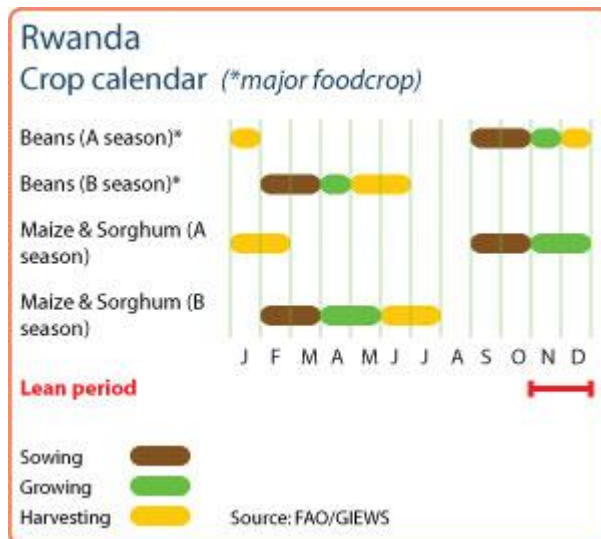 Rwanda
Crop calendar (*major foodcrop)
Beans (A season)*
Beans (B season)*
Maize & Sorghum (A
season)
Maize & Sorghum (B
season)
J F M A M J J A S O N D
Lean period
Sowing
Growing
Harvesting Source: FAO/GIEWS